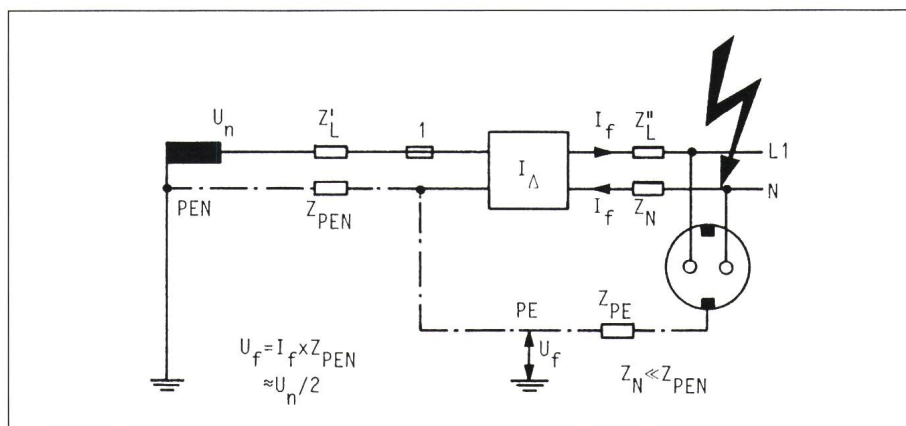 U_n Z'_L 1 I_f Z''_L
L1
I_Δ
N
PEN Z_PEN I_f Z_N
PE Z_PE
U_f
U_f=I_f×Z_PEN
≈U_n/2
Z_N≪Z_PEN